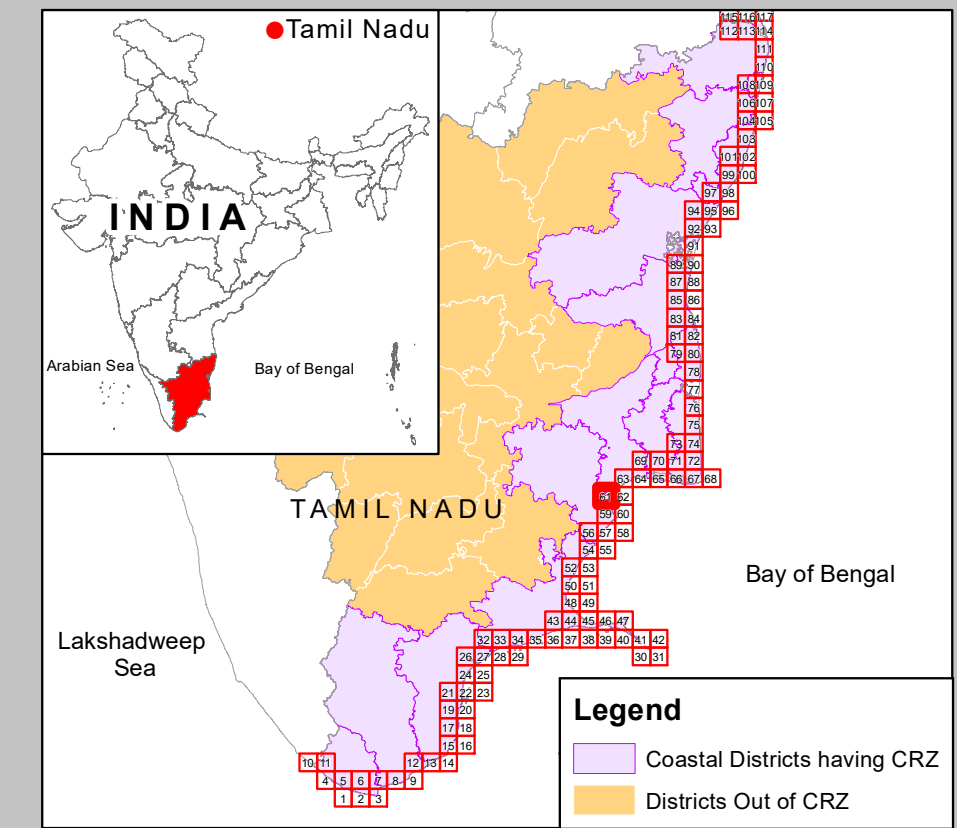 Tamil Nadu
INDIA
Arabian Sea
Bay of Bengal
115 116 117
112 113 114
111
110
108 109
106 107
104 105
103
101 102
99 100
97 98
94 95 96
92 93
91
89 90
87 88
85 86
83 84
81 82
79 80
78
77
76
75
73 74
69 70 71 72
63 64 65 66 67 68
61 62
59 60
56 57 58
54 55
52 53
50 51
48 49
43 44 45 46 47
32 33 34 35 36 37 38 39 40 41 42
26 27 28 29 30 31
24 25
21 22 23
19 20
17 18
15 16
10 11 12 13 14
4 5 6 7 8 9
1 2 3
TAMIL NADU
Bay of Bengal
Lakshadweep
Sea
Legend
Coastal Districts having CRZ
Districts Out of CRZ